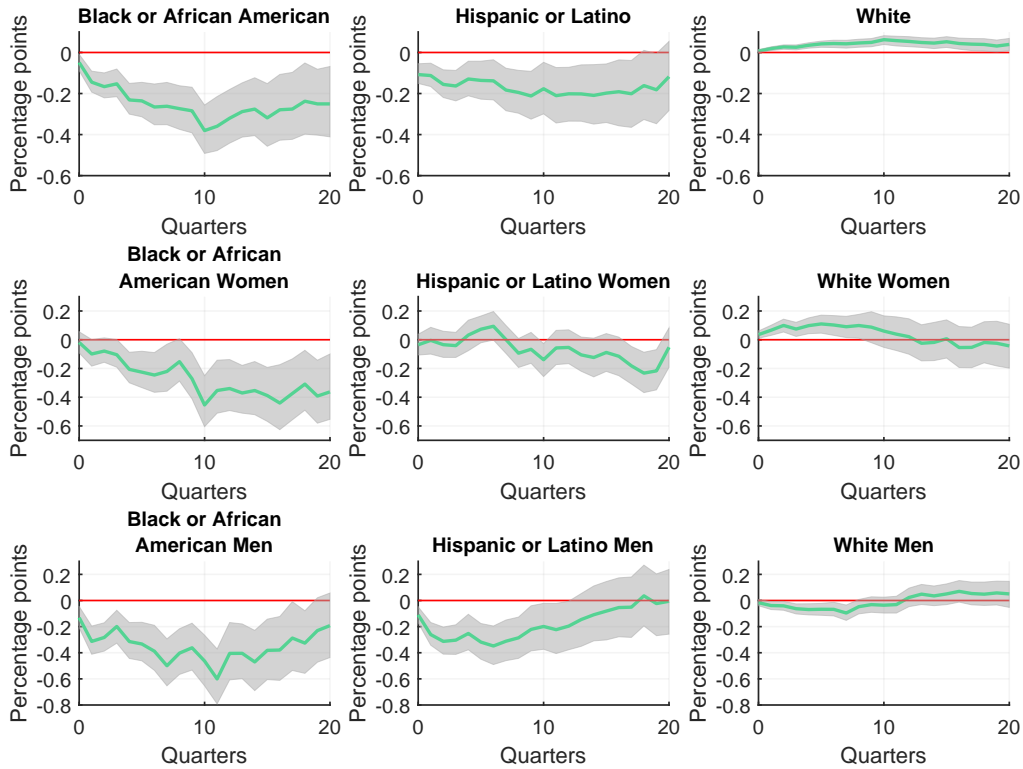 Black or African American
Hispanic or Latino
White
Percentage points
0
-0.2
-0.4
-0.6
0
10
20
Quarters
Percentage points
0
-0.2
-0.4
-0.6
0
10
20
Quarters
Percentage points
0
-0.2
-0.4
-0.6
0
10
20
Quarters
Black or African
American Women
Hispanic or Latino Women
White Women
Percentage points
0.2
0
-0.2
-0.4
-0.6
0
10
20
Quarters
Percentage points
0.2
0
-0.2
-0.4
-0.6
0
10
20
Quarters
Percentage points
0.2
0
-0.2
-0.4
-0.6
0
10
20
Quarters
Black or African
American Men
Hispanic or Latino Men
White Men
Percentage points
0.2
0
-0.2
-0.4
-0.6
-0.8
0
10
20
Quarters
Percentage points
0.2
0
-0.2
-0.4
-0.6
-0.8
0
10
20
Quarters
Percentage points
0.2
0
-0.2
-0.4
-0.6
-0.8
0
10
20
Quarters